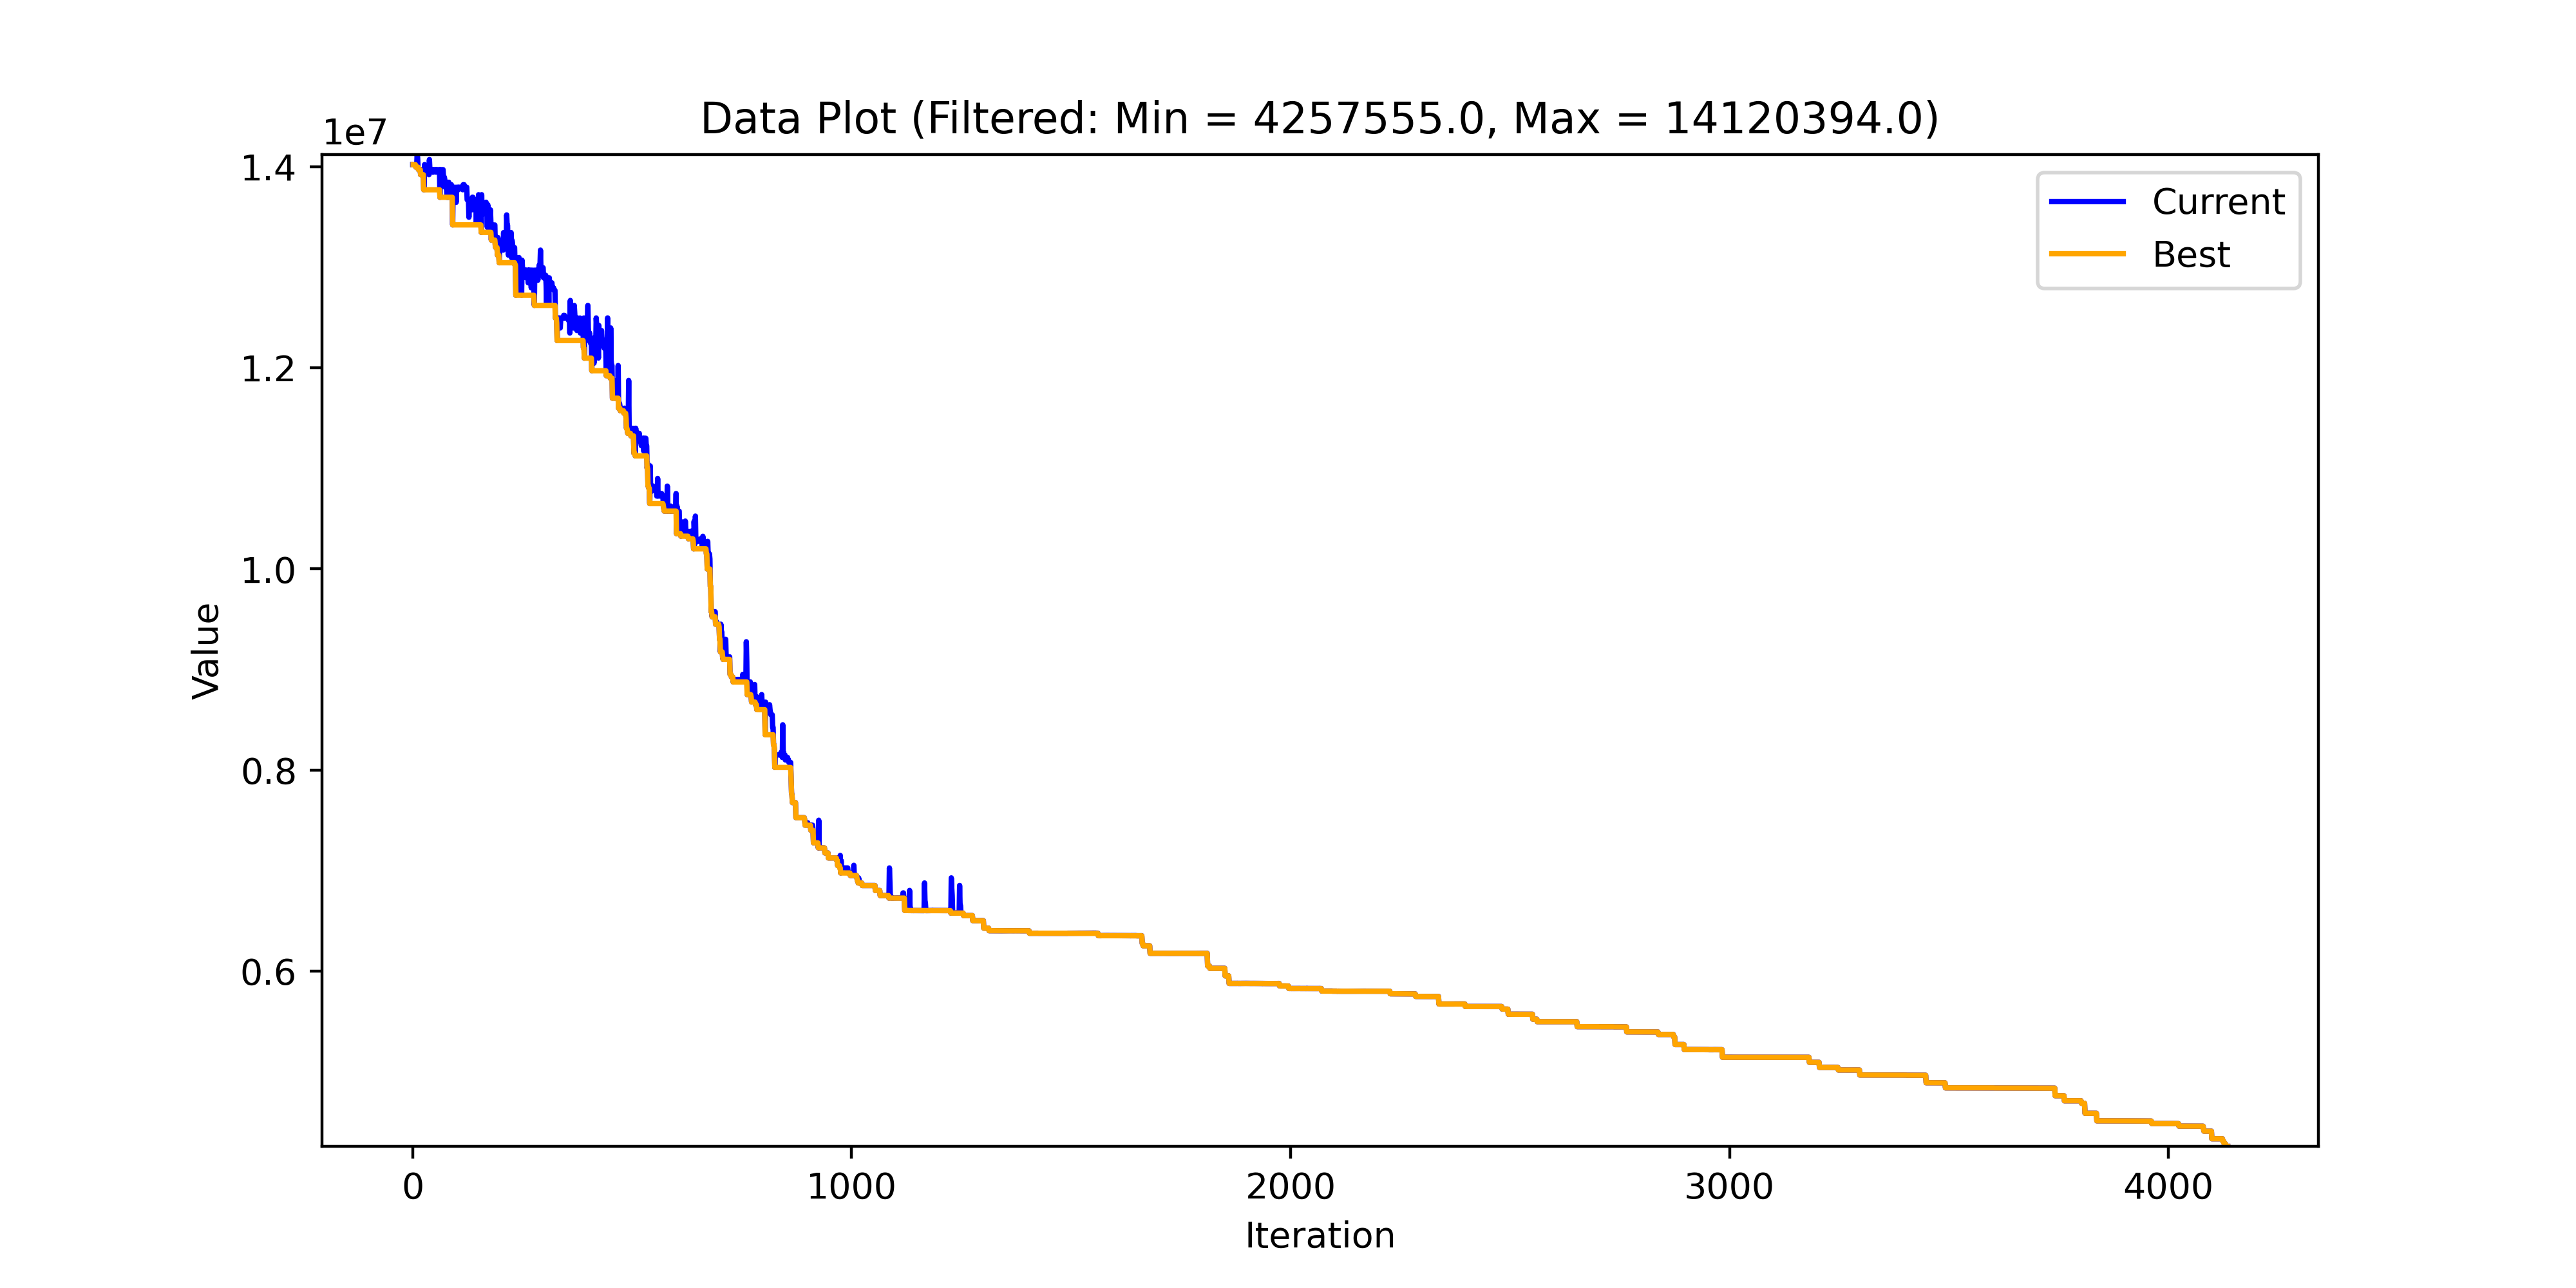 Data Plot (Filtered: Min = 4257555.0, Max = 14120394.0)
1e7
1.4
1.2
1.0
0.8
0.6
Value
Current
Best
0 1000 2000 3000 4000
Iteration